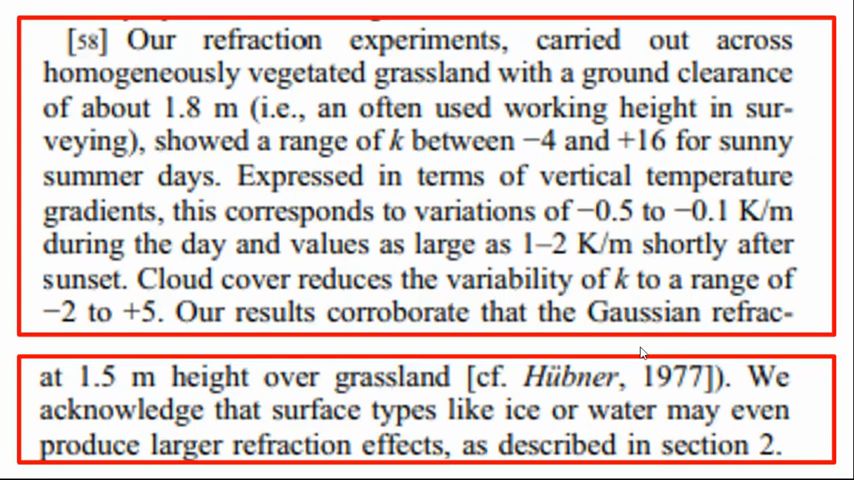 [58] Our refraction experiments, carried out across
homogeneously vegetated grassland with a ground clearance
of about 1.8 m (i.e., an often used working height in sur-
veying), showed a range of k between −4 and +16 for sunny
summer days. Expressed in terms of vertical temperature
gradients, this corresponds to variations of −0.5 to −0.1 K/m
during the day and values as large as 1–2 K/m shortly after
sunset. Cloud cover reduces the variability of k to a range of
−2 to +5. Our results corroborate that the Gaussian refrac-
at 1.5 m height over grassland [cf. Hübner, 1977]). We
acknowledge that surface types like ice or water may even
produce larger refraction effects, as described in section 2.